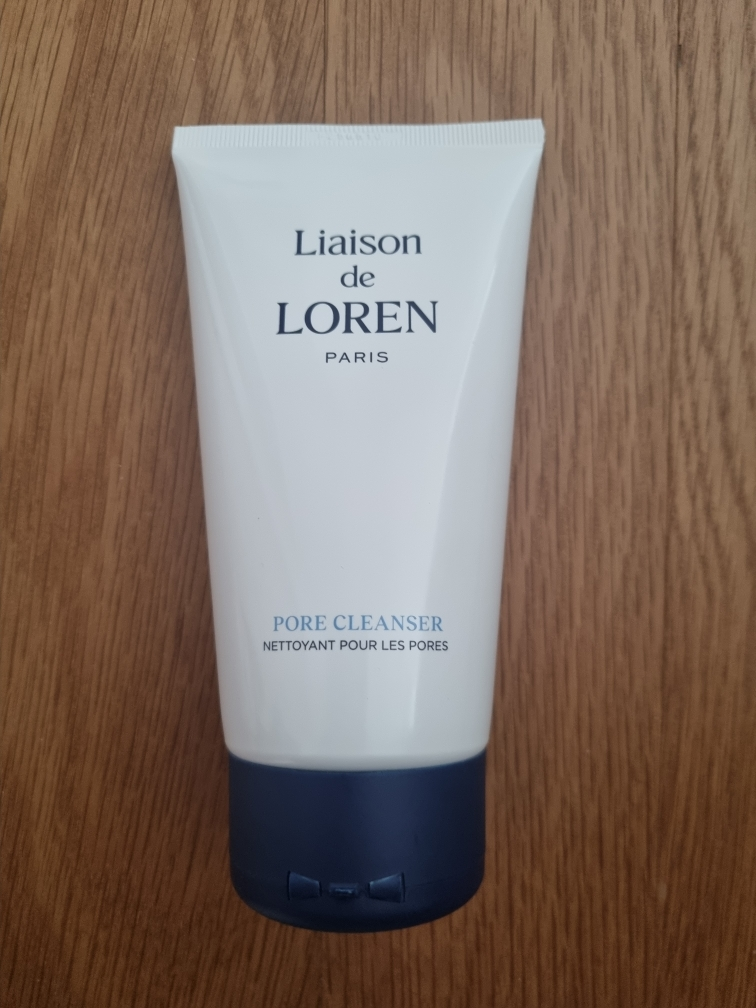 Liaison
de
LOREN
PARIS
PORE CLEANSER
NETTOYANT POUR LES PORES